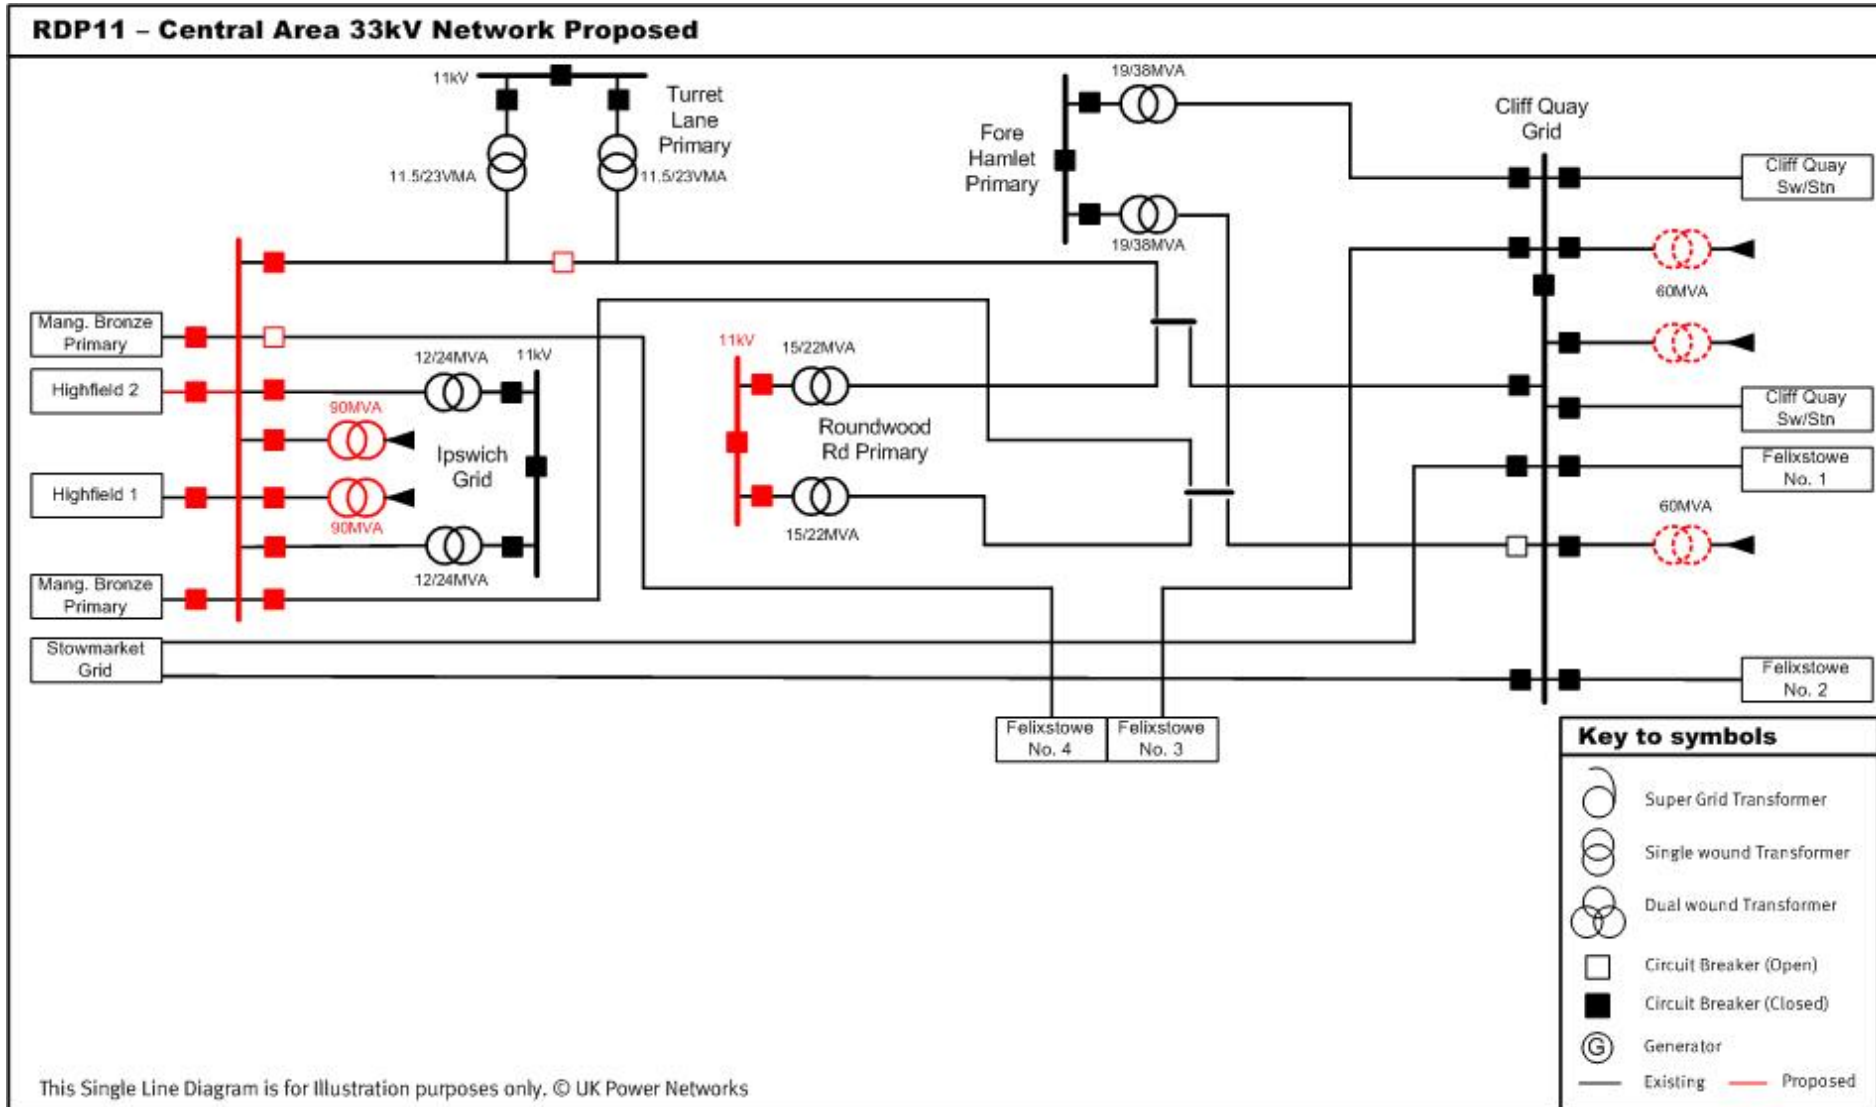 RDP11 – Central Area 33kV Network Proposed
11kV
Turret
Lane
Primary
11.5/23VMA
11.5/23VMA
19/38MVA
Fore
Hamlet
Primary
19/38MVA
Cliff Quay
Grid
Cliff Quay
Sw/Stn
60MVA
Mang. Bronze
Primary
Highfield 2
12/24MVA
11kV
90MVA
Ipswich
Grid
Highfield 1
90MVA
12/24MVA
Mang. Bronze
Primary
Stowmarket
Grid
11kV
15/22MVA
Roundwood
Rd Primary
15/22MVA
Cliff Quay
Sw/Stn
Felixstowe
No. 1
60MVA
Felixstowe
No. 2
Felixstowe
No. 4
Felixstowe
No. 3
Key to symbols
Super Grid Transformer
Single wound Transformer
Dual wound Transformer
Circuit Breaker (Open)
Circuit Breaker (Closed)
G
Generator
Existing
Proposed
This Single Line Diagram is for Illustration purposes only. © UK Power Networks